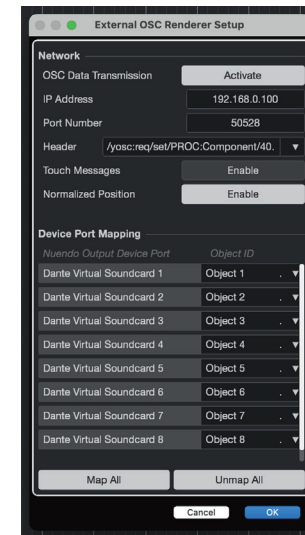 External OSC Renderer Setup
Network
OSC Data Transmission Activate
IP Address 192.168.0.100
Port Number 50528
Header /yosc:req/set/PROC:Component/40.
Touch Messages Enable
Normalized Position Enable
Device Port Mapping
Nuendo Output Device Port Object ID
Dante Virtual Soundcard 1 Object 1 .
Dante Virtual Soundcard 2 Object 2 .
Dante Virtual Soundcard 3 Object 3 .
Dante Virtual Soundcard 4 Object 4 .
Dante Virtual Soundcard 5 Object 5 .
Dante Virtual Soundcard 6 Object 6 .
Dante Virtual Soundcard 7 Object 7 .
Dante Virtual Soundcard 8 Object 8 .
Map All Unmap All
Cancel OK